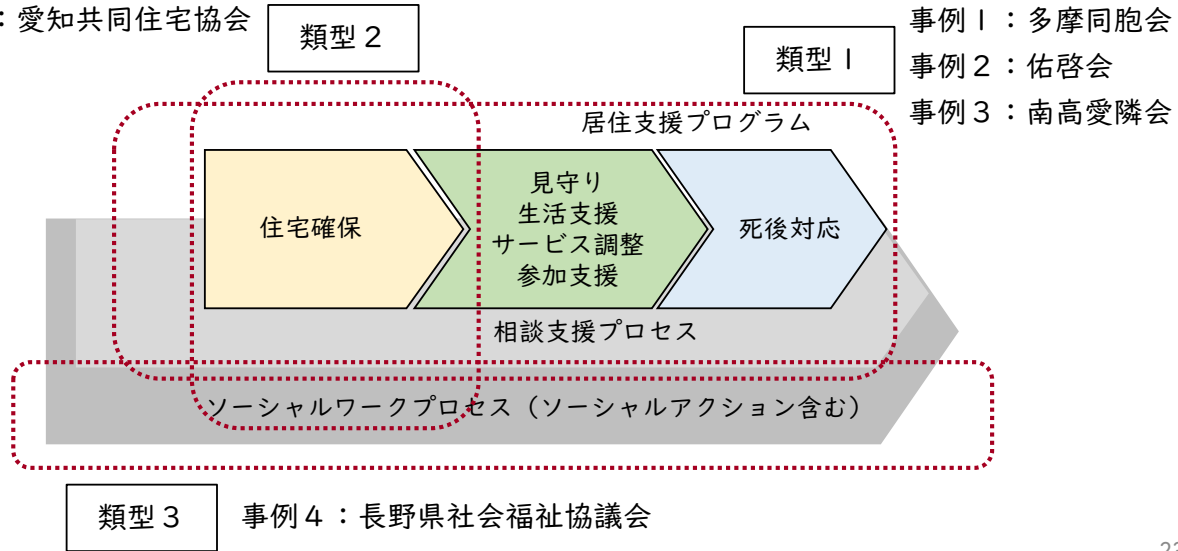 ：愛知共同住宅協会
類型２
類型１
事例１：多摩同胞会
事例２：佑啓会
事例３：南高愛隣会
居住支援プログラム
住宅確保
見守り
生活支援
サービス調整
参加支援
死後対応
相談支援プロセス
ソーシャルワークプロセス（ソーシャルアクション含む）
類型３
事例４：長野県社会福祉協議会